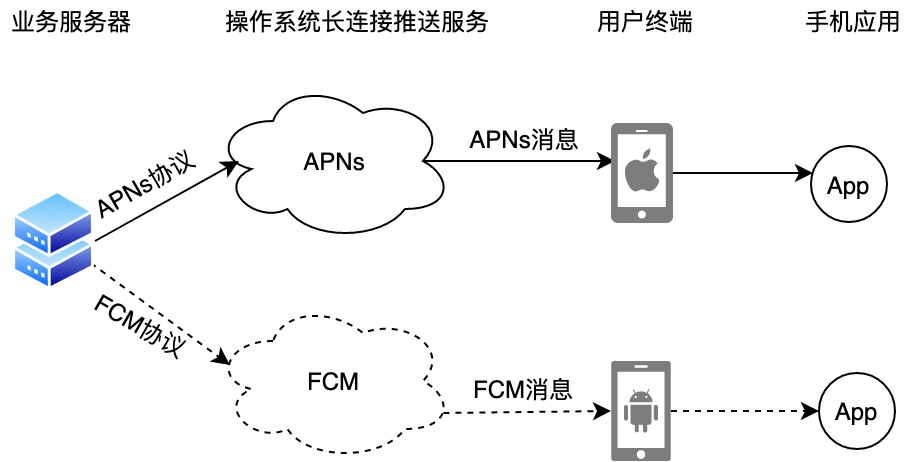 业务服务器
操作系统长连接推送服务
用户终端
手机应用
APNs协议
APNs
APNs消息
App
FCM协议
FCM
FCM消息
App